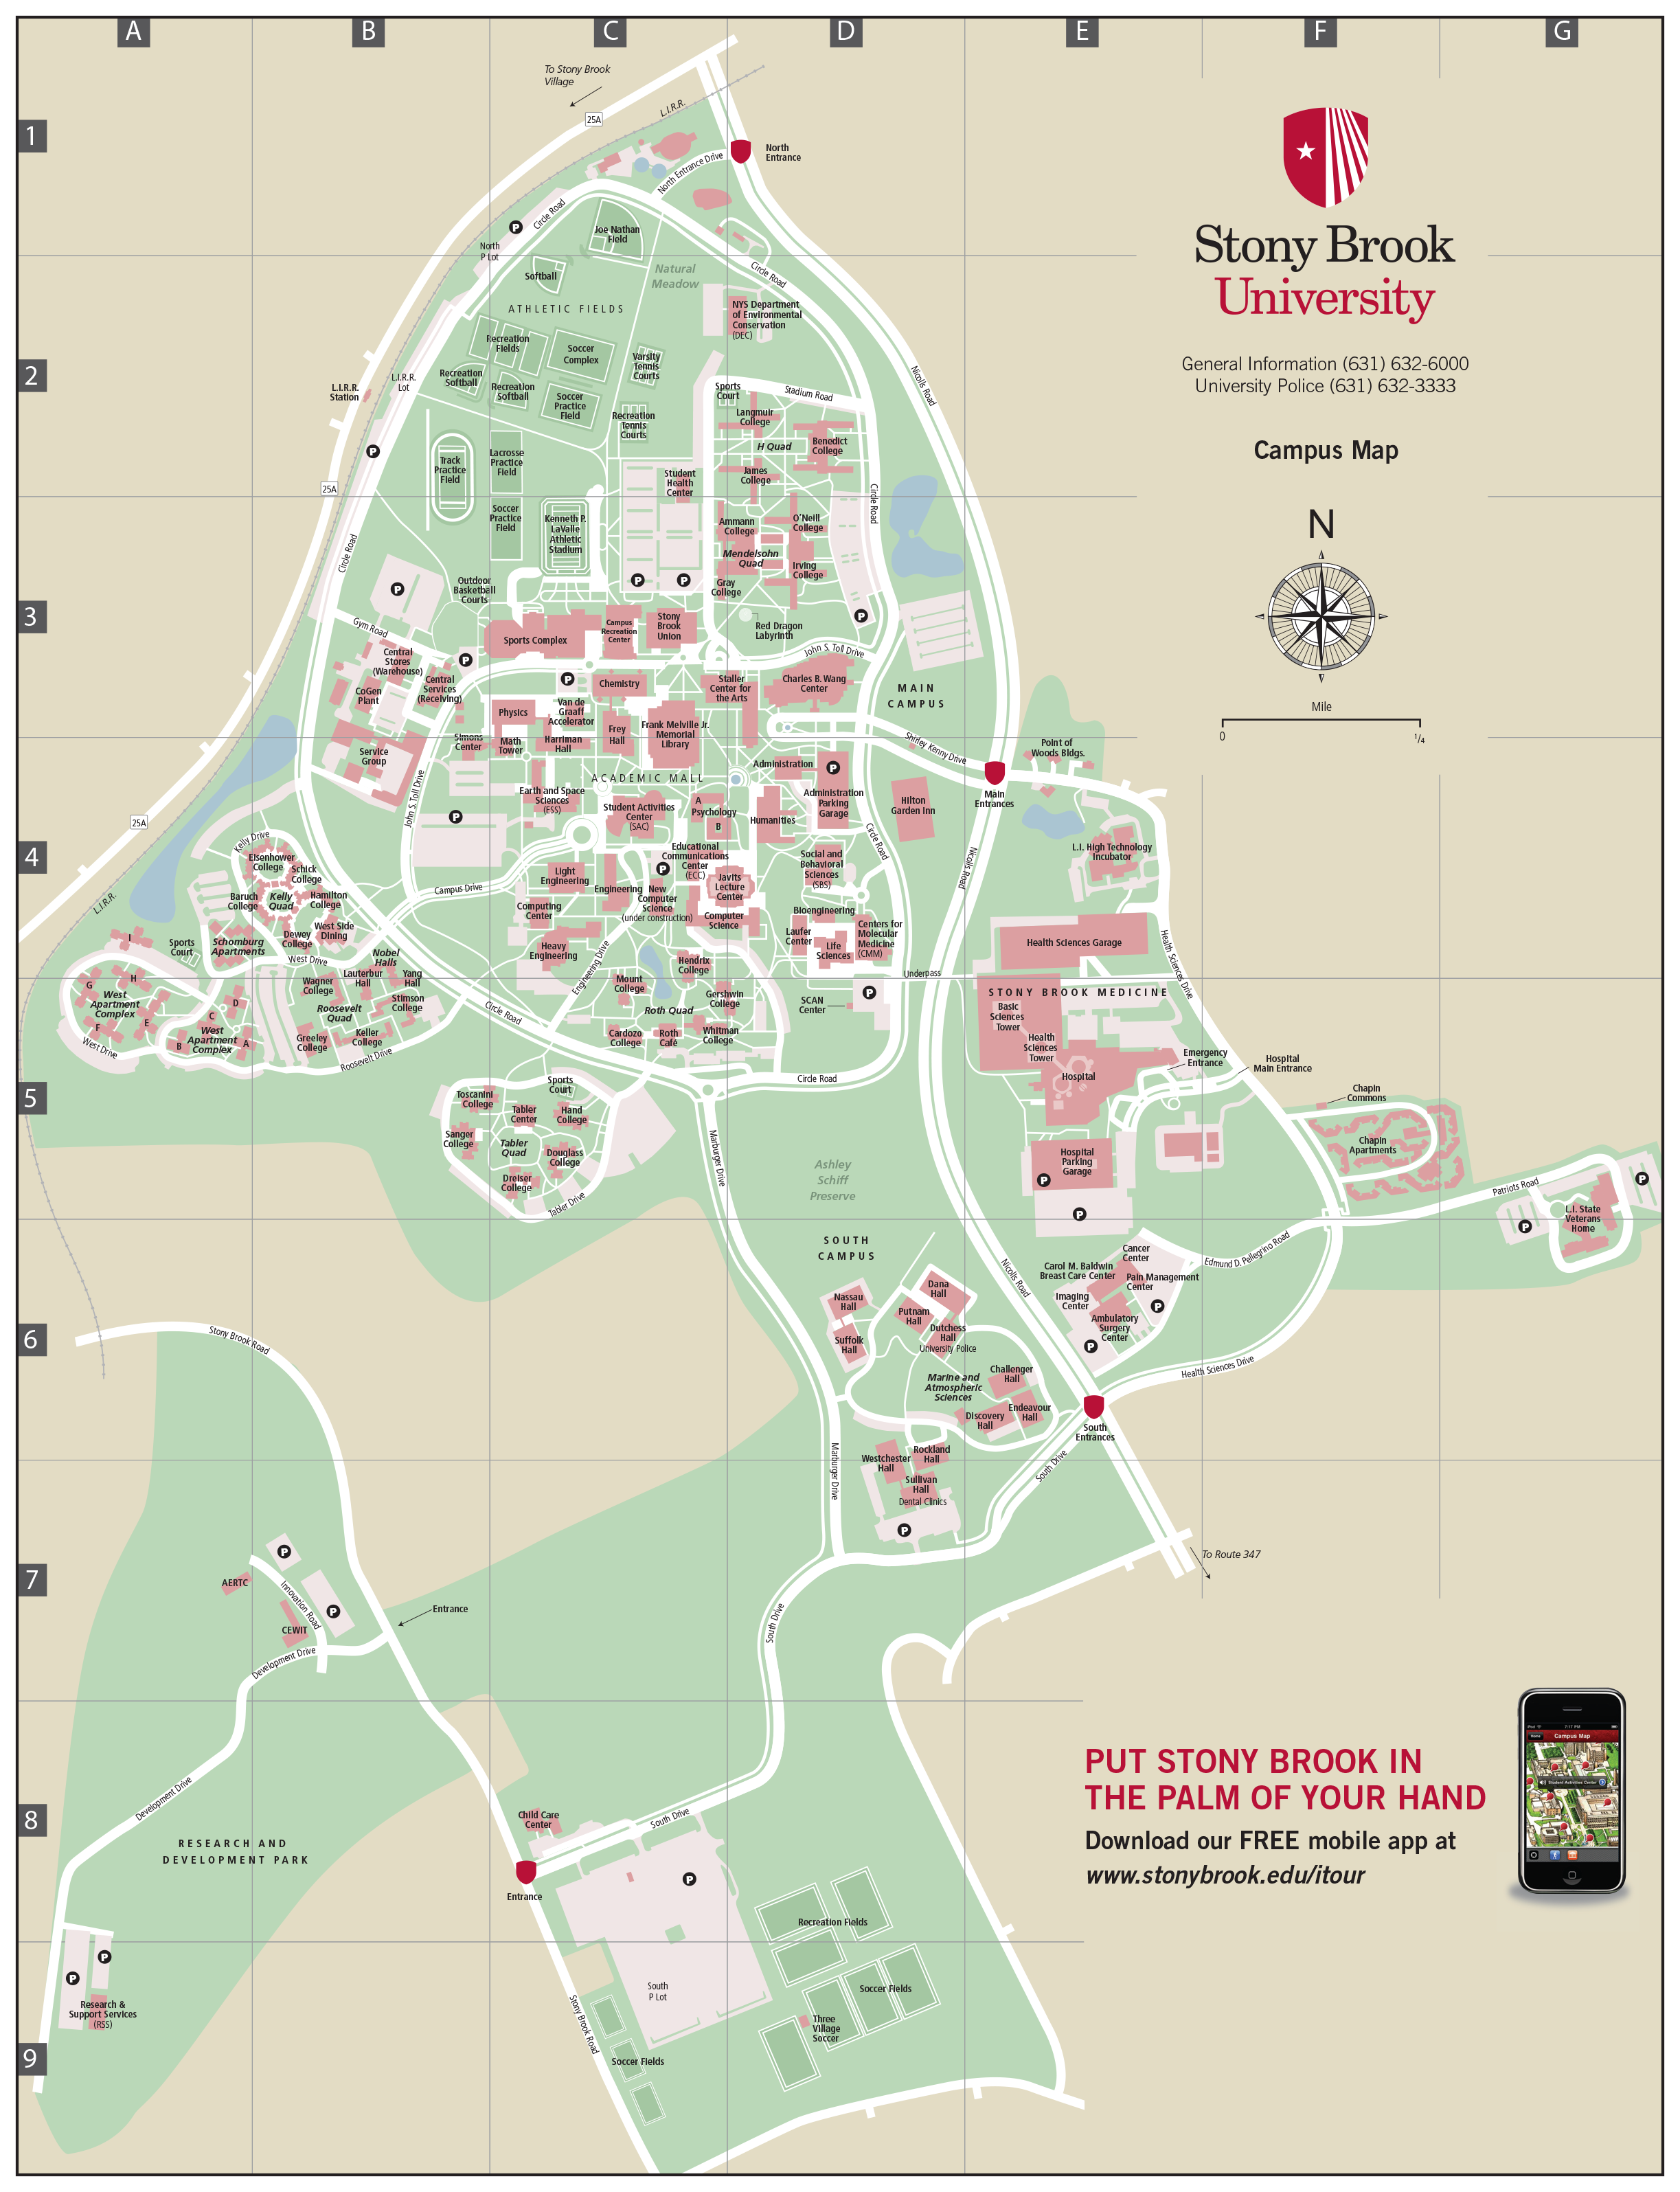 A
B
C
D
E
F
G
1
2
3
4
5
6
7
8
9
Stony Brook
University
General Information (631) 632-6000
University Police (631) 632-3333
Campus Map
N
Mile
0
1/4
To Stony Brook
Village
25A
L.I.R.R.
North Entrance Drive
North
Entrance
Circle Road
Joe Nathan
Field
North
P Lot
Softball
Natural
Meadow
Circle Road
ATHLETIC FIELDS
NYS Department
of Environmental
Conservation
(DEC)
Recreation
Fields
Soccer
Complex
Varsity
Tennis
Courts
L.I.R.R.
Station
L.I.R.R.
Lot
Recreation
Softball
Recreation
Softball
Soccer
Practice
Field
Recreation
Tennis
Courts
Sports
Court
Stadium Road
Nicolls Road
Langmuir
College
H Quad
Benedict
College
James
College
Track
Practice
Field
Lacrosse
Practice
Field
Student
Health
Center
25A
Circle Road
Soccer
Practice
Field
Kenneth P.
LaValle
Athletic
Stadium
Ammann
College
O'Neill
College
Circle Road
Mendelsohn
Quad
Irving
College
Gray
College
Outdoor
Basketball
Courts
Gym Road
Sports Complex
Campus
Recreation
Center
Stony
Brook
Union
Red Dragon
Labyrinth
John S. Toll Drive
Central
Stores
(Warehouse)
CoGen
Plant
Central
Services
(Receiving)
Chemistry
Staller
Center for
the Arts
Charles B. Wang
Center
MAIN
CAMPUS
Physics
Van de
Graaff
Accelerator
Frey
Hall
Frank Melville Jr.
Memorial
Library
Simons
Center
Math
Tower
Harriman
Hall
Service
Group
John S. Toll Drive
ACADEMIC MALL
Administration
Shirley Kenny Drive
Point of
Woods Bldgs.
Main
Entrances
Earth and Space
Sciences
(ESS)
Student Activities
Center
(SAC)
A
Psychology
B
Humanities
Administration
Parking
Garage
Hilton
Garden Inn
25A
L.I.R.R.
Kelly Drive
Eisenhower
College
Schick
College
Baruch
College
Kelly
Quad
Hamilton
College
Dewey
College
West Side
Dining
Schomburg
Apartments
Sports
Court
Campus Drive
Light
Engineering
Engineering
Educational
Communications
Center
(ECC)
New
Computer
Science
(under construction)
Javits
Lecture
Center
Social and
Behavioral
Sciences
(SBS)
Circle Road
Nicolls Road
L.I. High Technology
Incubator
Computing
Center
Computer
Science
Bioengineering
Laufer
Center
Life
Sciences
Centers for
Molecular
Medicine
(CMM)
Health Sciences Garage
Health Sciences Drive
Heavy
Engineering
Engineering Drive
Hendrix
College
Underpass
West Drive
Nobel
Halls
Wagner
College
Lauterbur
Hall
Yang
Hall
Stimson
College
Roosevelt
Quad
Greeley
College
Keller
College
Roosevelt Drive
I
H
G
West
Apartment
Complex
F
E
D
C
West
Apartment
Complex
B
A
West Drive
Circle Road
Mount
College
Gershwin
College
Roth Quad
Cardozo
College
Roth
Café
Whitman
College
SCAN
Center
STONY BROOK MEDICINE
Basic
Sciences
Tower
Health
Sciences
Tower
Hospital
Emergency
Entrance
Hospital
Main Entrance
Circle Road
Chapin
Commons
Chapin
Apartments
Toscanini
College
Sports
Court
Tabler
Center
Hand
College
Sanger
College
Tabler
Quad
Douglass
College
Dreiser
College
Tabler Drive
Marburger Drive
Ashley
Schiff
Preserve
Hospital
Parking
Garage
Patriots Road
L.I. State
Veterans
Home
SOUTH
CAMPUS
Nicolls Road
Cancer
Center
Carol M. Baldwin
Breast Care Center
Pain Management
Center
Imaging
Center
Ambulatory
Surgery
Center
Edmund D. Pellegrino Road
Health Sciences Drive
Nassau
Hall
Suffolk
Hall
Dana
Hall
Putnam
Hall
Dutchess
Hall
University Police
Marine and
Atmospheric
Sciences
Challenger
Hall
Discovery
Hall
Endeavour
Hall
South
Entrances
Stony Brook Road
Marburger Drive
Westchester
Hall
Rockland
Hall
Sullivan
Hall
Dental Clinics
South Drive
To Route 347
AERTC
Innovation Road
CEWIT
Development Drive
Entrance
South Drive
Development Drive
RESEARCH AND
DEVELOPMENT PARK
Child Care
Center
South Drive
Entrance
Recreation Fields
South
P Lot
Soccer Fields
Three
Village
Soccer
Stony Brook Road
Soccer Fields
Research &
Support Services
(RSS)
PUT STONY BROOK IN
THE PALM OF YOUR HAND
Download our FREE mobile app at
www.stonybrook.edu/itour
Campus Map
Student Activities Center